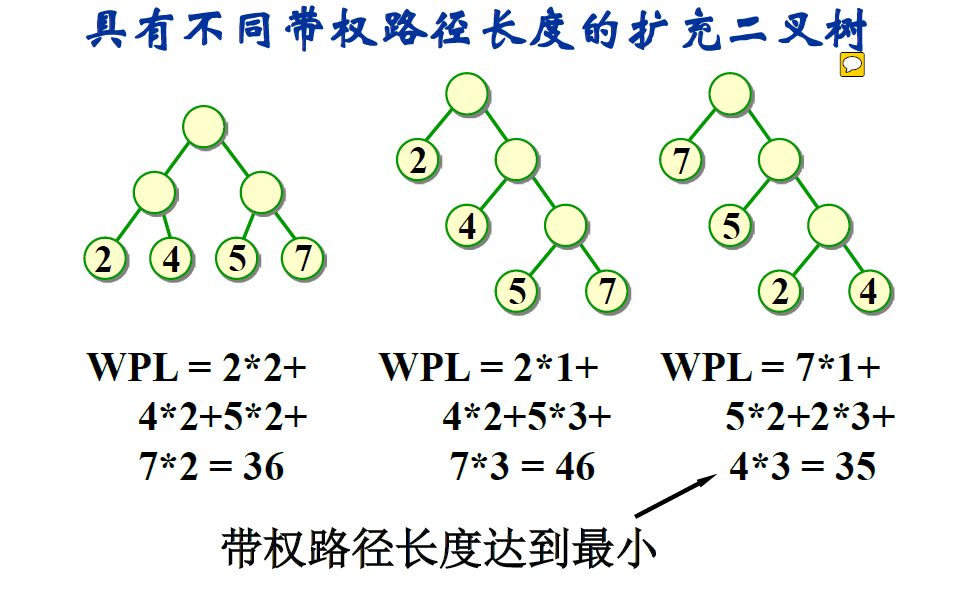 具有不同带权路径长度的扩充二叉树
2 4 5 7
2
4
5 7
7
5
2 4
WPL = 2*2+
4*2+5*2+
7*2 = 36
WPL = 2*1+
4*2+5*3+
7*3 = 46
WPL = 7*1+
5*2+2*3+
4*3 = 35
带权路径长度达到最小